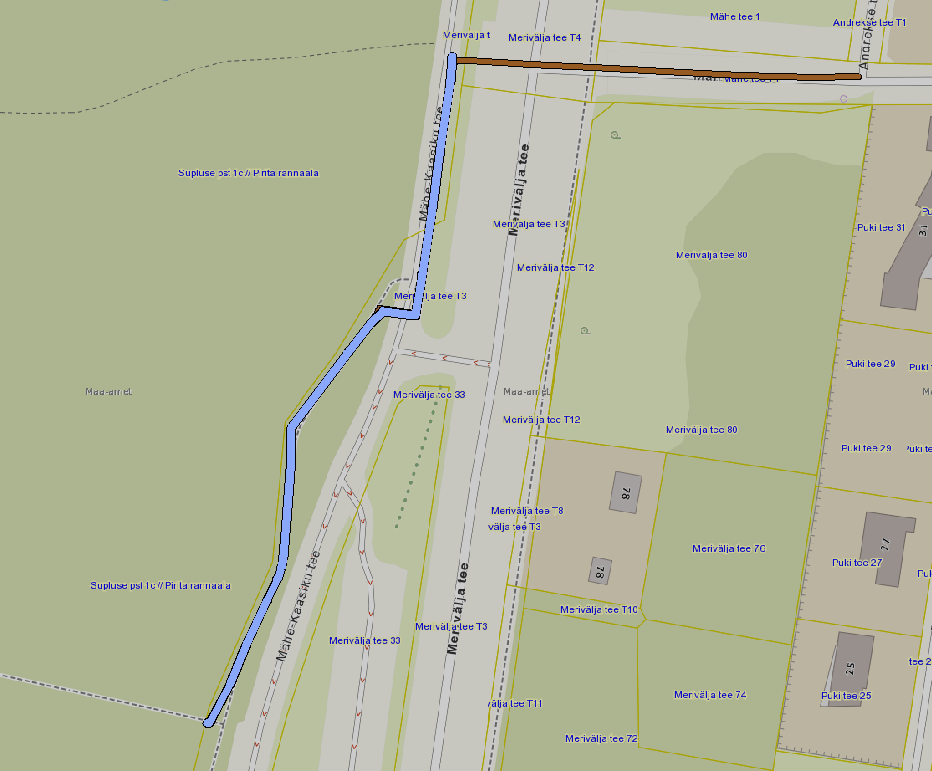 Mähe tee 1
Andrekse t
Andrekse tee T1
Merivälja t
Merivälja tee T4
Mähe-Kaasiku tee
Merivälja tee
Supluse pst 1c // Pirita rannaala
Merivälja tee T3
Puki tee 31
31
Merivälja tee 80
Merivälja tee T12
Merivälja tee T3
Puki tee 29
Maa-amet
Merivälja tee 33
Maa-amet
Merivälja tee T12
Merivälja tee 80
Puki tee 29
78
Merivälja tee T8
välja tee T3
Merivälja tee 76
27
Puki tee 27
78
Supluse pst 1c // Pirita rannaala
Mähe-Kaasiku tee
Merivälja tee
Merivälja tee T10
Merivälja tee T3
Merivälja tee 33
25
Merivälja tee 74
Puki tee 25
välja tee T11
Merivälja tee 72